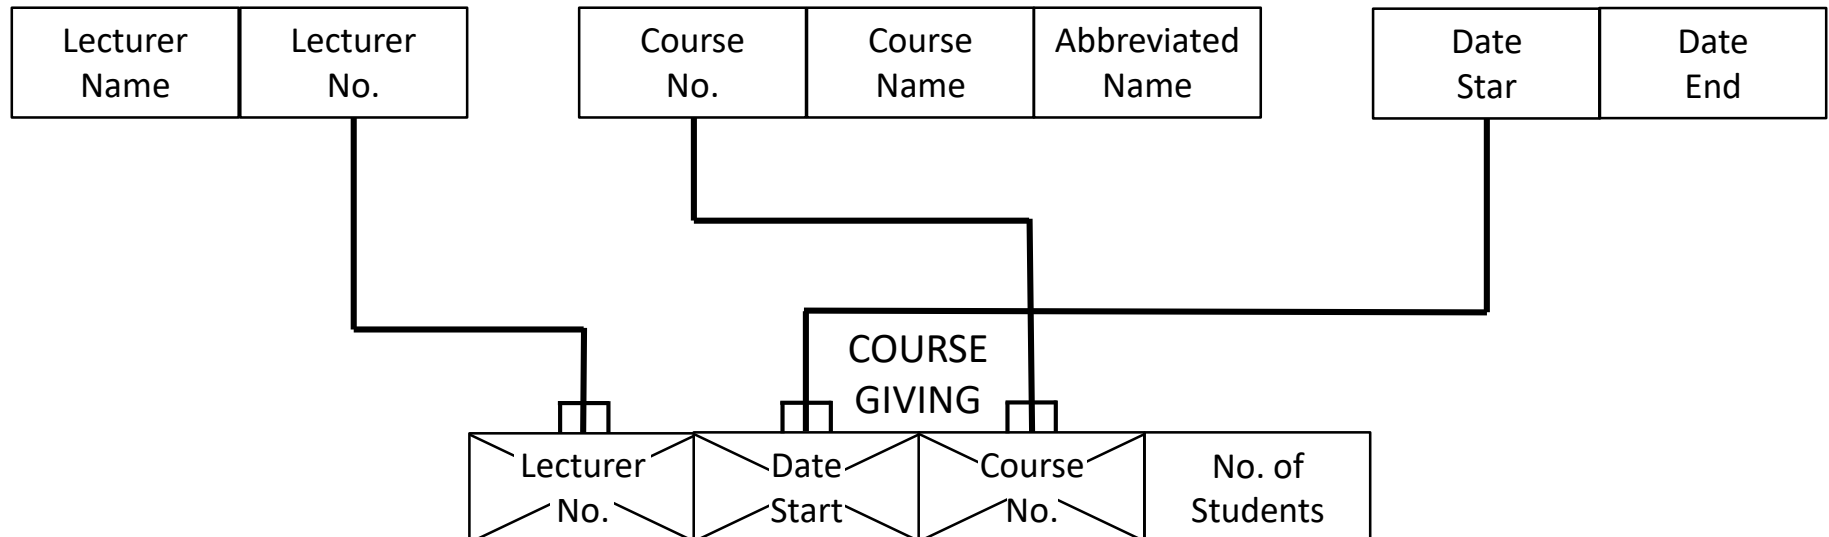 Lecturer
Name
Lecturer
No.
Course
No.
Course
Name
Abbreviated
Name
Date
Star
Date
End
COURSE
GIVING
Lecturer
No.
Date
Start
Course
No.
No. of
Students